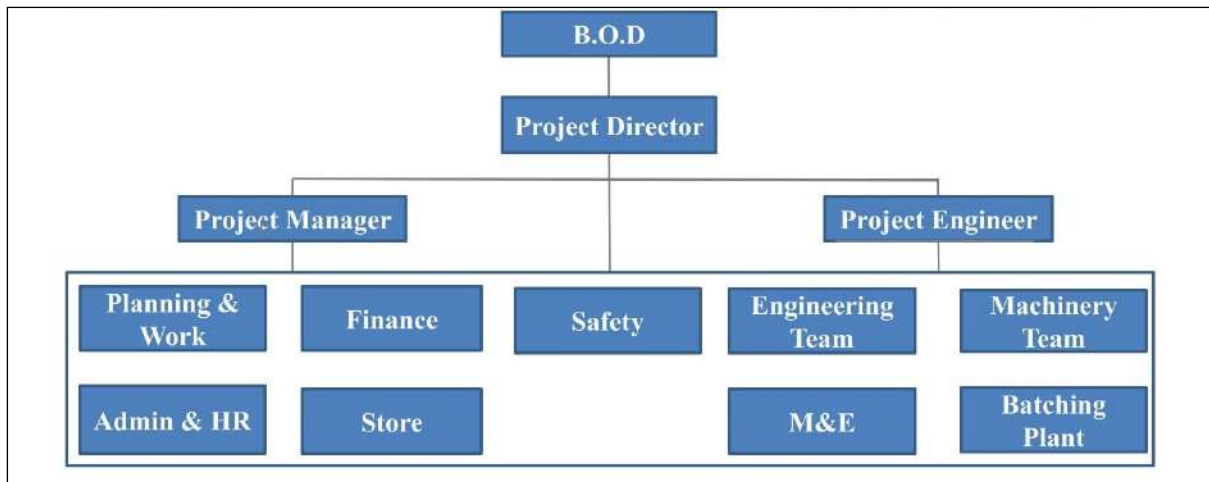 B.O.D
Project Director
Project Manager
Project Engineer
Planning &
Work
Finance
Safety
Engineering
Team
Machinery
Team
Admin & HR
Store
M&E
Batching
Plant